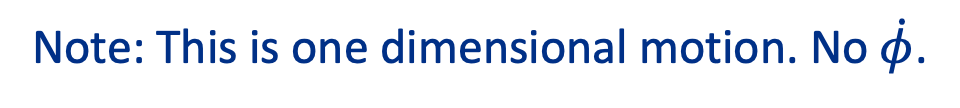 Note: This is one dimensional motion. No $\dot{\phi}$.